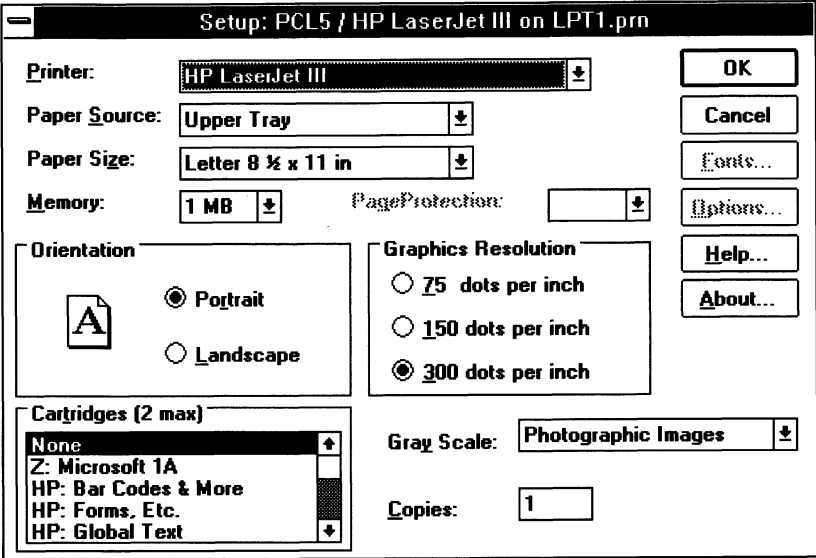 Setup: PCL5 / HP LaserJet III on LPT1.prn
Printer: HP LaserJet III
OK
Paper Source: Upper Tray
Cancel
Paper Size: Letter 8 ½ x 11 in
Fonts...
Memory: 1 MB
PageProtection:
Options...
Orientation
A
Portrait
Landscape
Graphics Resolution
75 dots per inch
150 dots per inch
300 dots per inch
Help...
About...
Cartridges (2 max)
None
Z: Microsoft 1A
HP: Bar Codes & More
HP: Forms, Etc.
HP: Global Text
Gray Scale: Photographic Images
Copies: 1